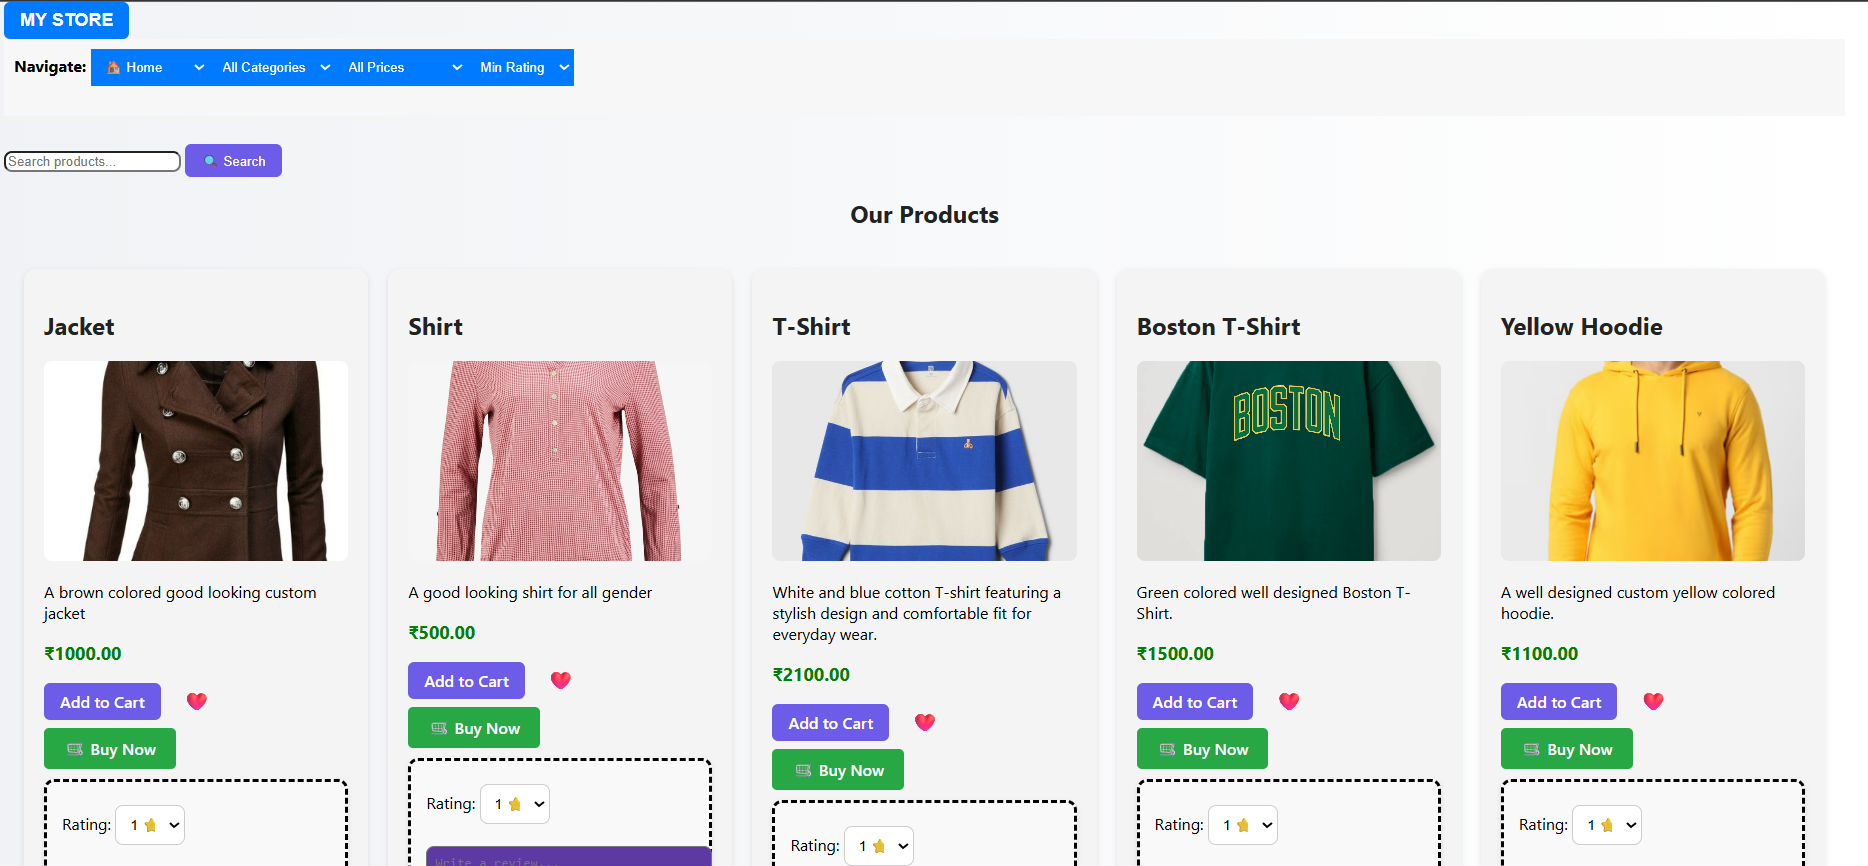 MY STORE
Navigate: 🏠 Home All Categories All Prices Min Rating
Search products... 🔍 Search
Our Products
Jacket
A brown colored good looking custom
jacket
₹1000.00
Add to Cart ❤️
🛒 Buy Now
Rating: 1 ⭐
Shirt
A good looking shirt for all gender
₹500.00
Add to Cart ❤️
🛒 Buy Now
Rating: 1 ⭐
Write a review...
T-Shirt
White and blue cotton T-shirt featuring a
stylish design and comfortable fit for
everyday wear.
₹2100.00
Add to Cart ❤️
🛒 Buy Now
Rating: 1 ⭐
Boston T-Shirt
BOSTON
Green colored well designed Boston T-
Shirt.
₹1500.00
Add to Cart ❤️
🛒 Buy Now
Rating: 1 ⭐
Yellow Hoodie
A well designed custom yellow colored
hoodie.
₹1100.00
Add to Cart ❤️
🛒 Buy Now
Rating: 1 ⭐